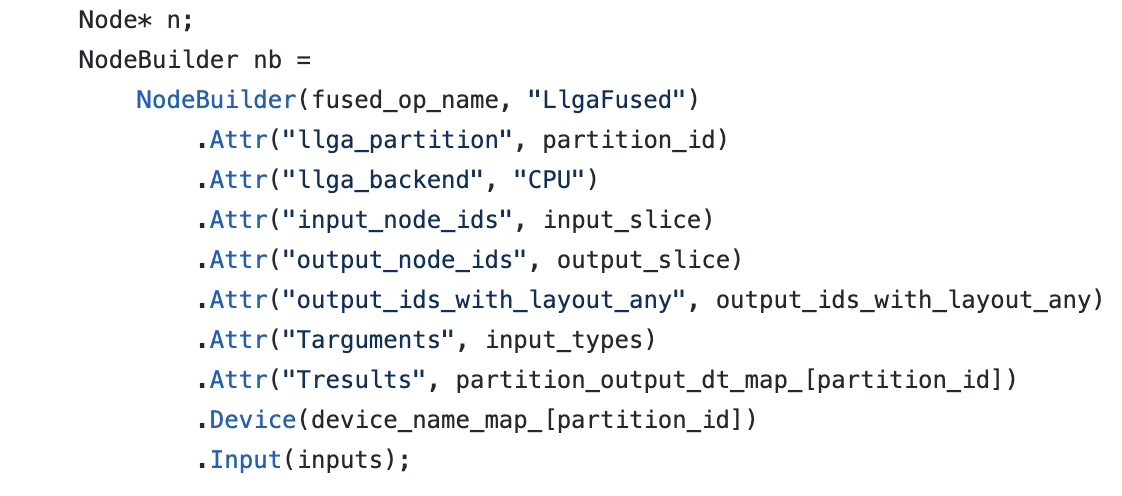 Node* n;
NodeBuilder nb =
NodeBuilder(fused_op_name, "LlgaFused")
.Attr("llga_partition", partition_id)
.Attr("llga_backend", "CPU")
.Attr("input_node_ids", input_slice)
.Attr("output_node_ids", output_slice)
.Attr("output_ids_with_layout_any", output_ids_with_layout_any)
.Attr("Targuments", input_types)
.Attr("Tresults", partition_output_dt_map_[partition_id])
.Device(device_name_map_[partition_id])
.Input(inputs);